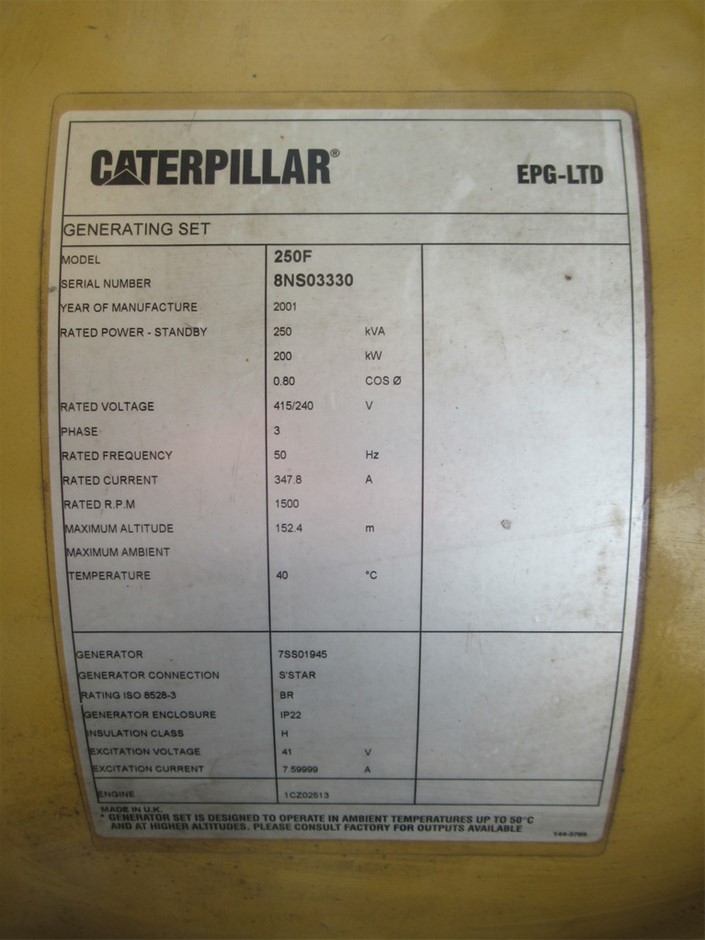 CATERPILLAR® EPG-LTD
GENERATING SET
MODEL 250F
SERIAL NUMBER 8NS03330
YEAR OF MANUFACTURE 2001
RATED POWER - STANDBY 250 kVA
200 kW
0.80 COS Ø
RATED VOLTAGE 415/240 V
PHASE 3
RATED FREQUENCY 50 Hz
RATED CURRENT 347.8 A
RATED R.P.M 1500
MAXIMUM ALTITUDE 152.4 m
MAXIMUM AMBIENT
TEMPERATURE 40 °C
GENERATOR 7SS01945
GENERATOR CONNECTION S'STAR
RATING ISO 8528-3 BR
GENERATOR ENCLOSURE IP22
INSULATION CLASS H
EXCITATION VOLTAGE 41 V
EXCITATION CURRENT 7.59999 A
ENGINE 1CZ02513
MADE IN U.K.
* GENERATOR SET IS DESIGNED TO OPERATE IN AMBIENT TEMPERATURES UP TO 50°C
AND AT HIGHER ALTITUDES. PLEASE CONSULT FACTORY FOR OUTPUTS AVAILABLE